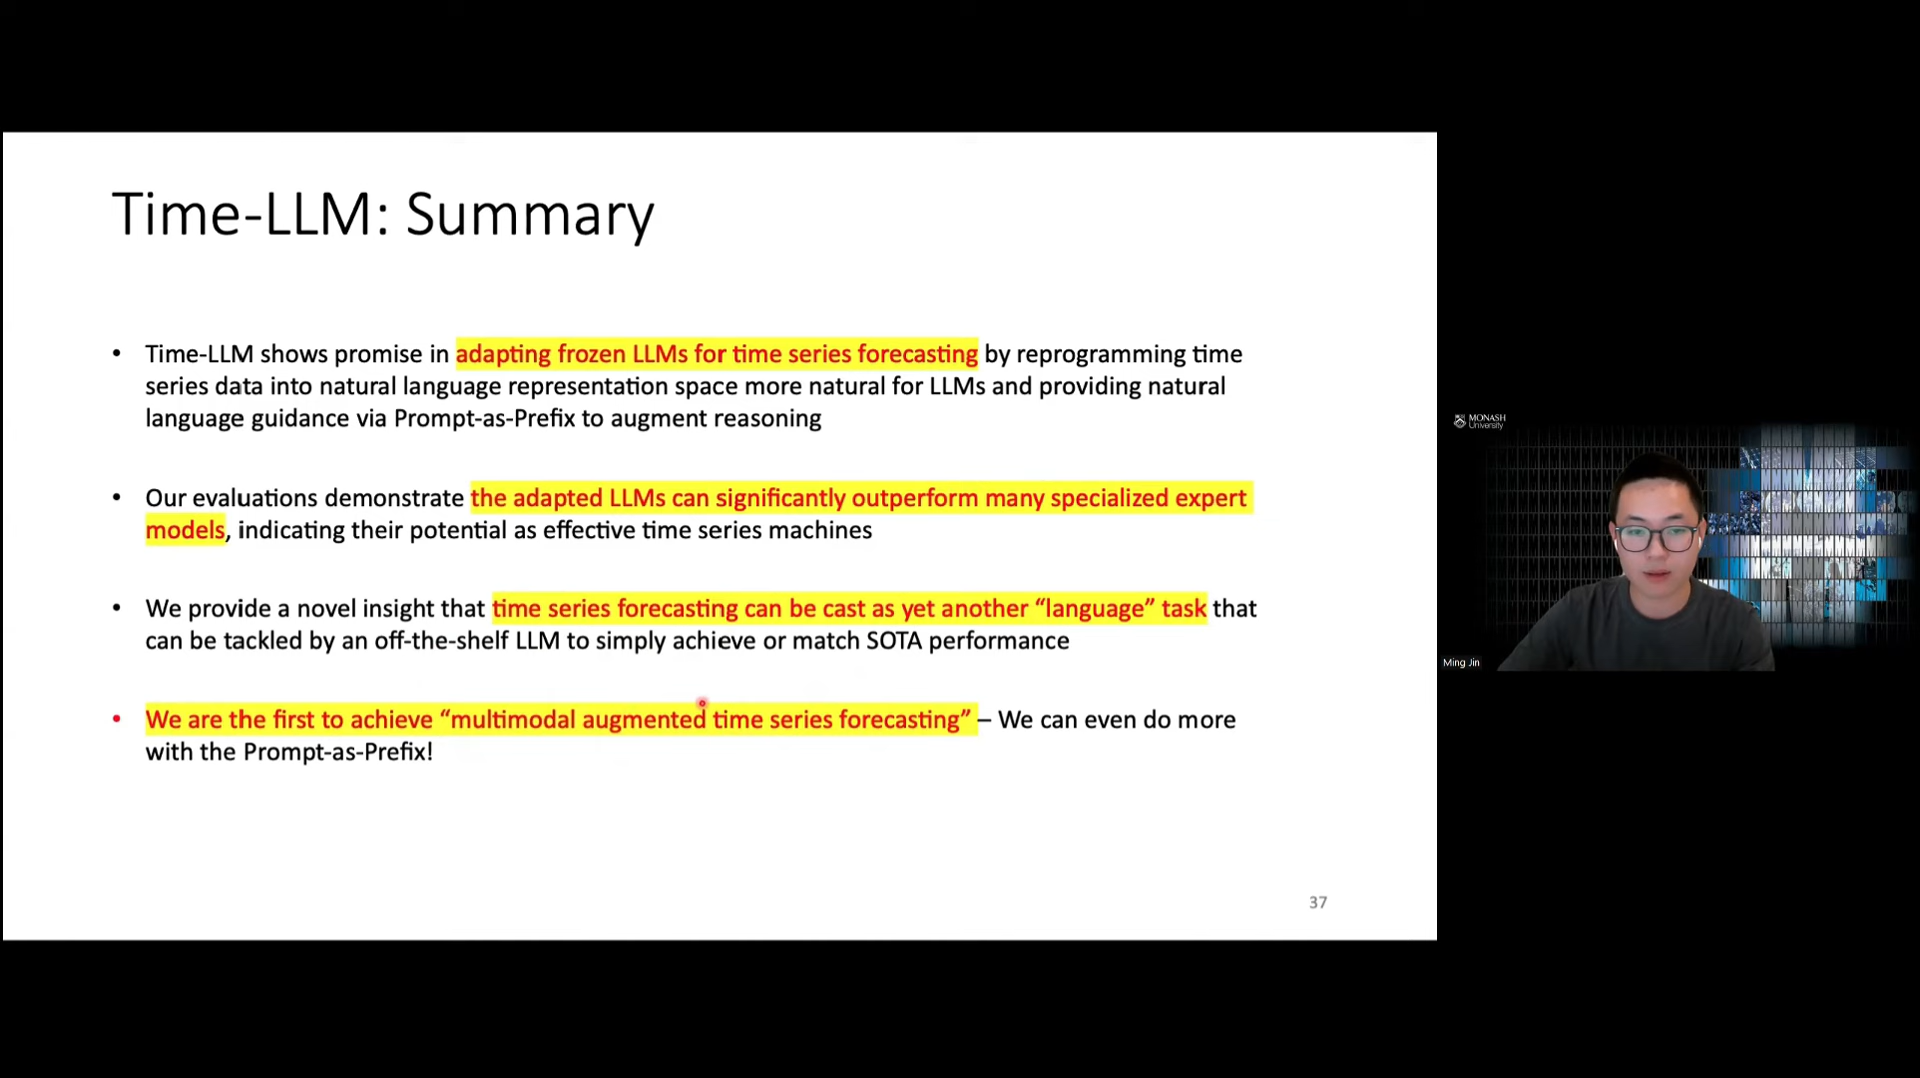 Time-LLM: Summary
• Time-LLM shows promise in adapting frozen LLMs for time series forecasting by reprogramming time
series data into natural language representation space more natural for LLMs and providing natural
language guidance via Prompt-as-Prefix to augment reasoning
• Our evaluations demonstrate the adapted LLMs can significantly outperform many specialized expert
models, indicating their potential as effective time series machines
• We provide a novel insight that time series forecasting can be cast as yet another “language” task that
can be tackled by an off-the-shelf LLM to simply achieve or match SOTA performance
• We are the first to achieve “multimodal augmented time series forecasting” – We can even do more
with the Prompt-as-Prefix!
37
MONASH
University
Ming Jin